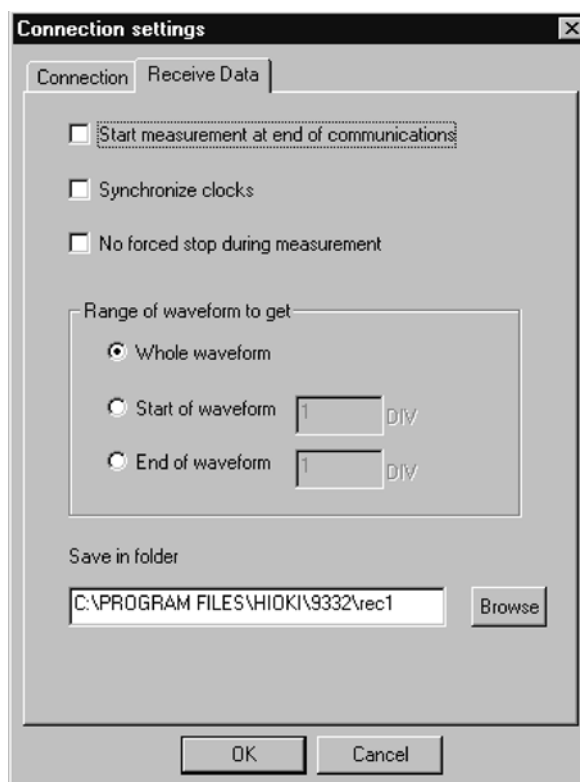 Connection settings
Connection Receive Data
Start measurement at end of communications
Synchronize clocks
No forced stop during measurement
Range of waveform to get
Whole waveform
Start of waveform 1 DIV
End of waveform 1 DIV
Save in folder
C:\PROGRAM FILES\HIOKI\9332\rec1 Browse
OK Cancel